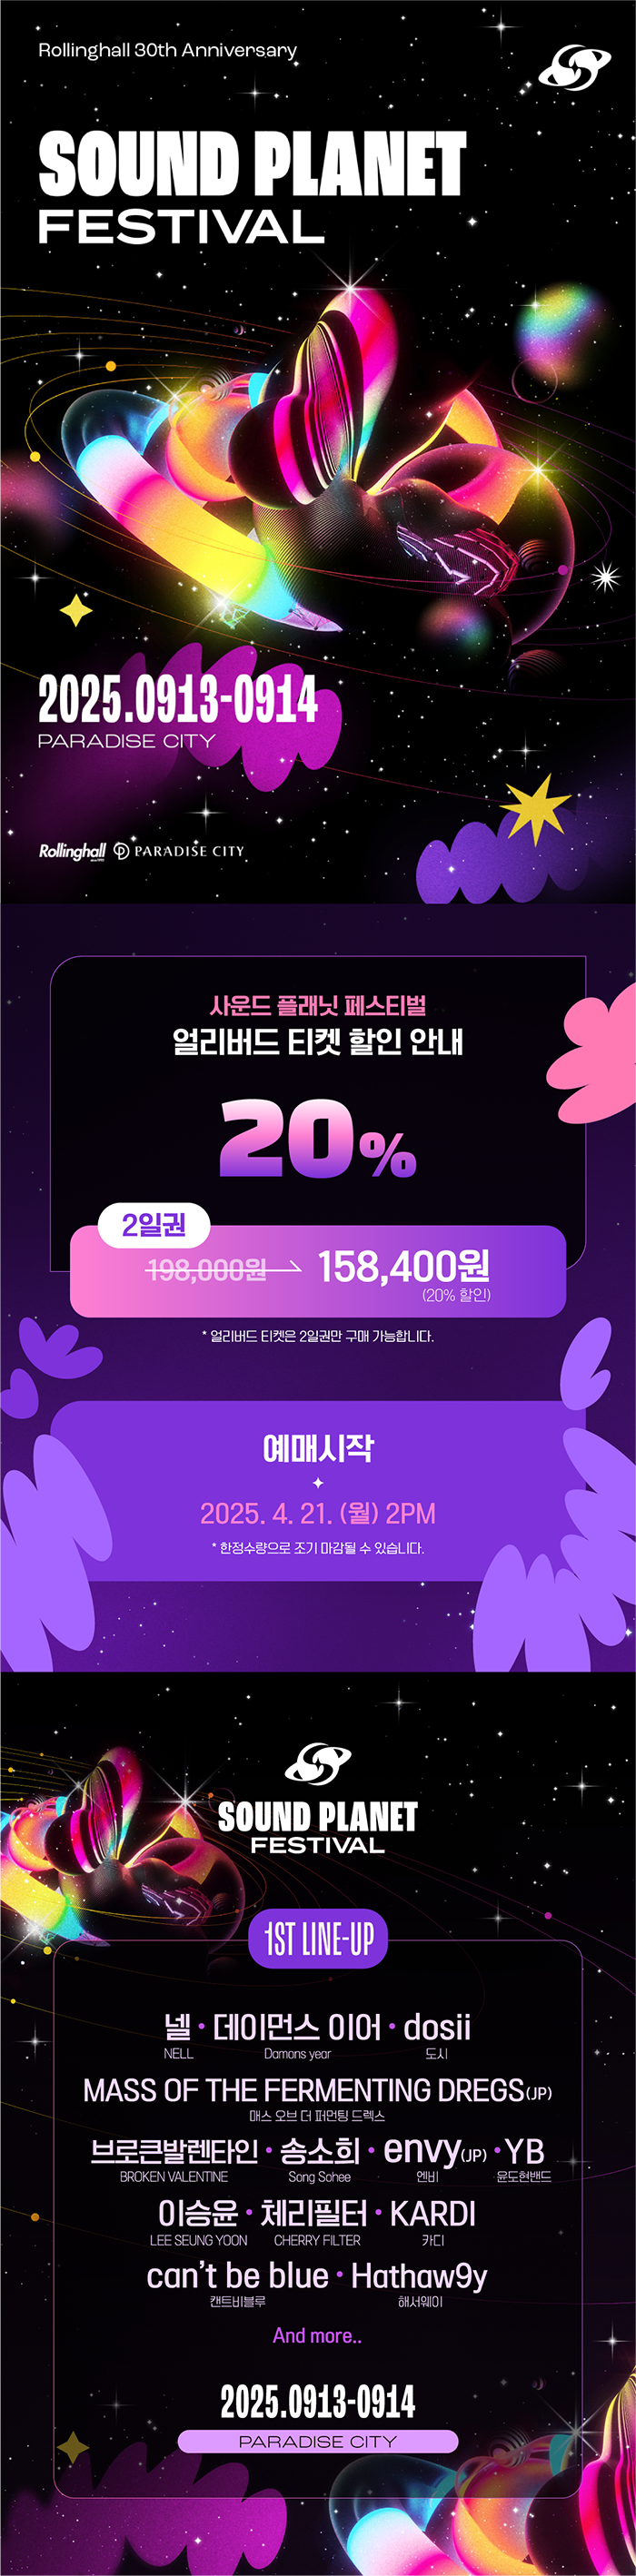 Rollinghall 30th Anniversary
SOUND PLANET
FESTIVAL
2025.0913-0914
PARADISE CITY
Rollinghall PARADISE CITY
사운드 플래닛 페스티벌
얼리버드 티켓 할인 안내
20%
2일권
198,000원 158,400원
(20% 할인)
* 얼리버드 티켓은 2일권만 구매 가능합니다.
예매시작
2025. 4. 21. (월) 2PM
* 한정수량으로 조기 마감될 수 있습니다.
SOUND PLANET
FESTIVAL
1ST LINE-UP
넬 · 데이먼스 이어 · dosii
NELL Damons year 도시
MASS OF THE FERMENTING DREGS(JP)
매스 오브 더 퍼먼팅 드렉스
브로큰발렌타인 · 송소희 · envy(JP) · YB
BROKEN VALENTINE Song Sohee 엔비 윤도현밴드
이승윤 · 체리필터 · KARDI
LEE SEUNG YOON CHERRY FILTER 카디
can't be blue · Hathaw9y
캔트비블루 해서웨이
And more..
2025.0913-0914
PARADISE CITY